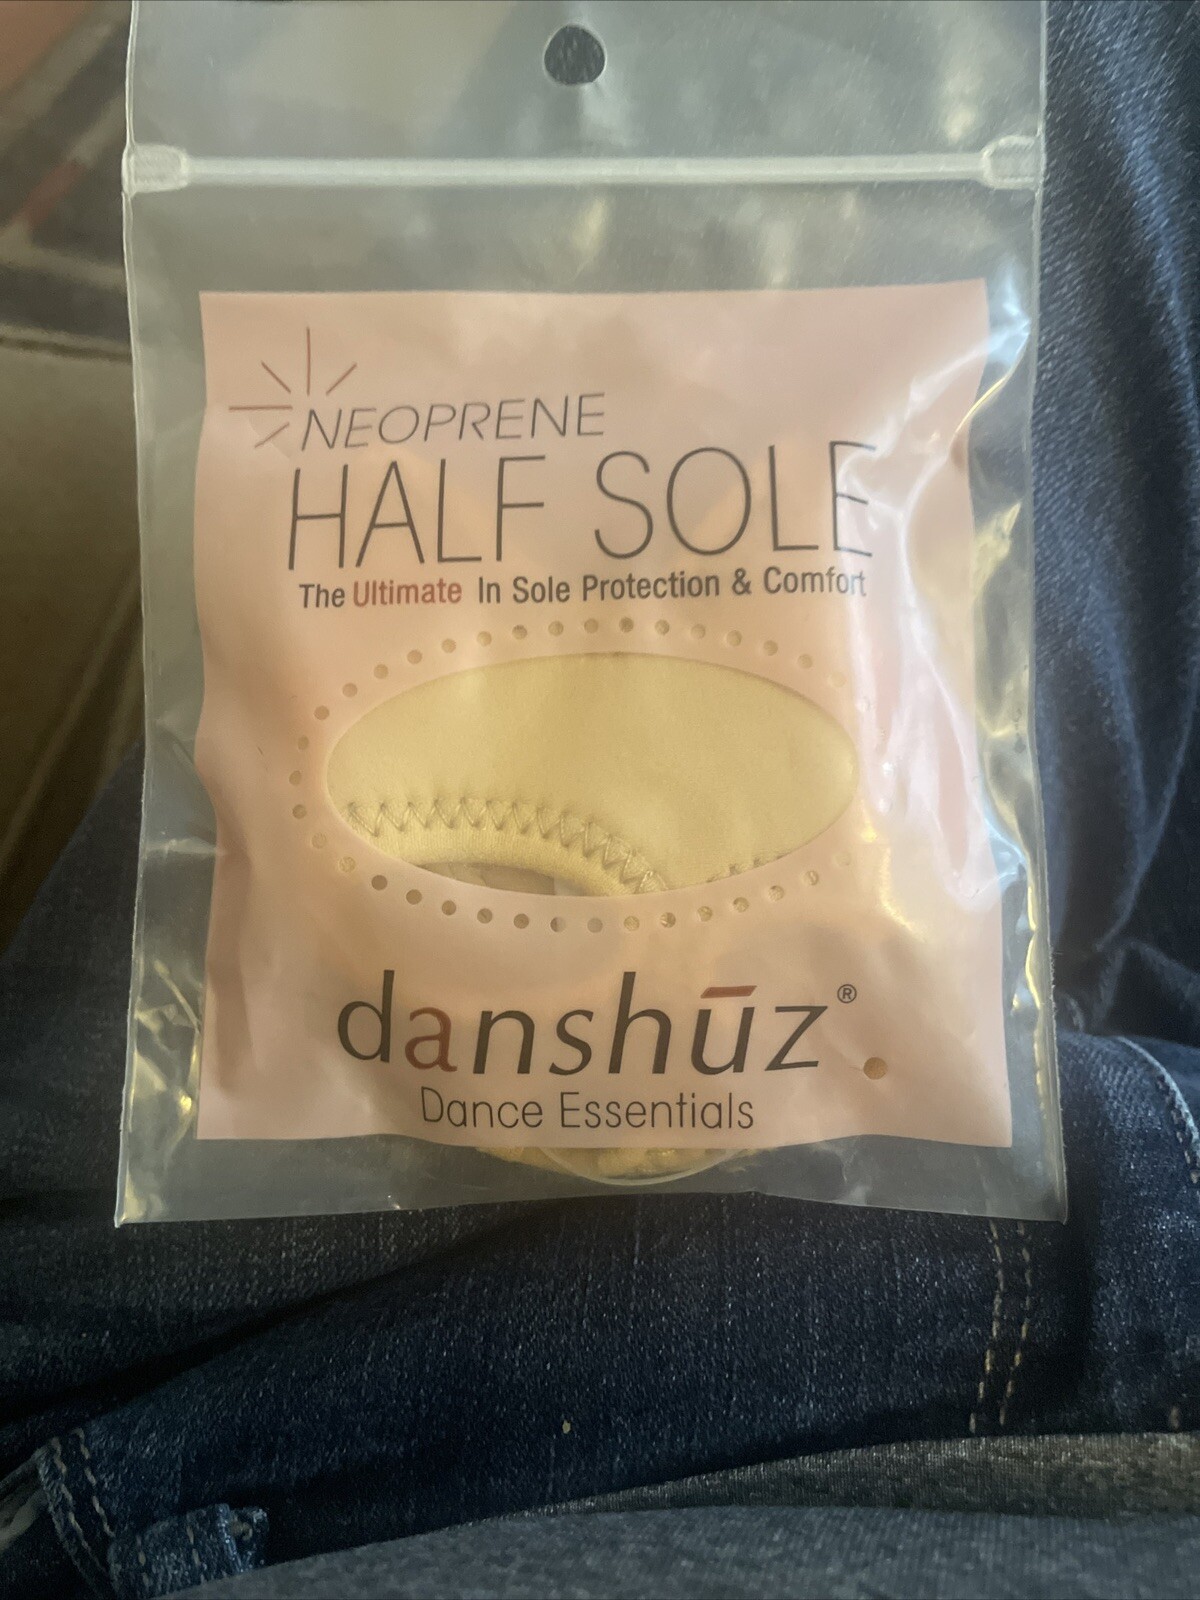 NEOPRENE
HALF SOLE
The Ultimate In Sole Protection & Comfort
danshūz®
Dance Essentials